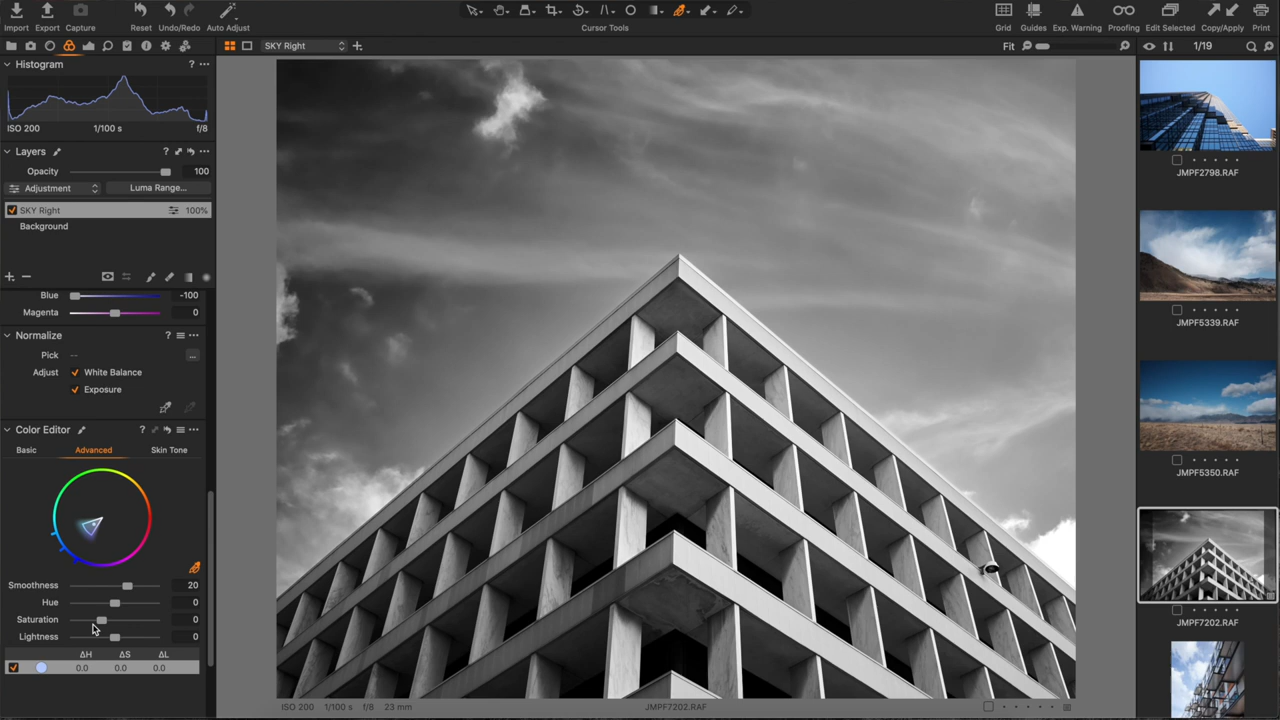 Import Export Capture Reset Undo/Redo Auto Adjust Cursor Tools Grid Guides Exp. Warning Proofing Edit Selected Copy/Apply Print
SKY Right Fit 1/19
Histogram ?
ISO 200 1/100 s f/8
Layers ?
Opacity 100
Adjustment Luma Range...
SKY Right 100%
Background
Blue -100
Magenta 0
Normalize ?
Pick -- ...
Adjust White Balance
Exposure
Color Editor ?
Basic Advanced Skin Tone
Smoothness 20
Hue 0
Saturation 0
Lightness 0
ΔH ΔS ΔL
0.0 0.0 0.0
ISO 200 1/100 s f/8 23 mm JMPF7202.RAF
JMPF2798.RAF
JMPF5339.RAF
JMPF5350.RAF
JMPF7202.RAF